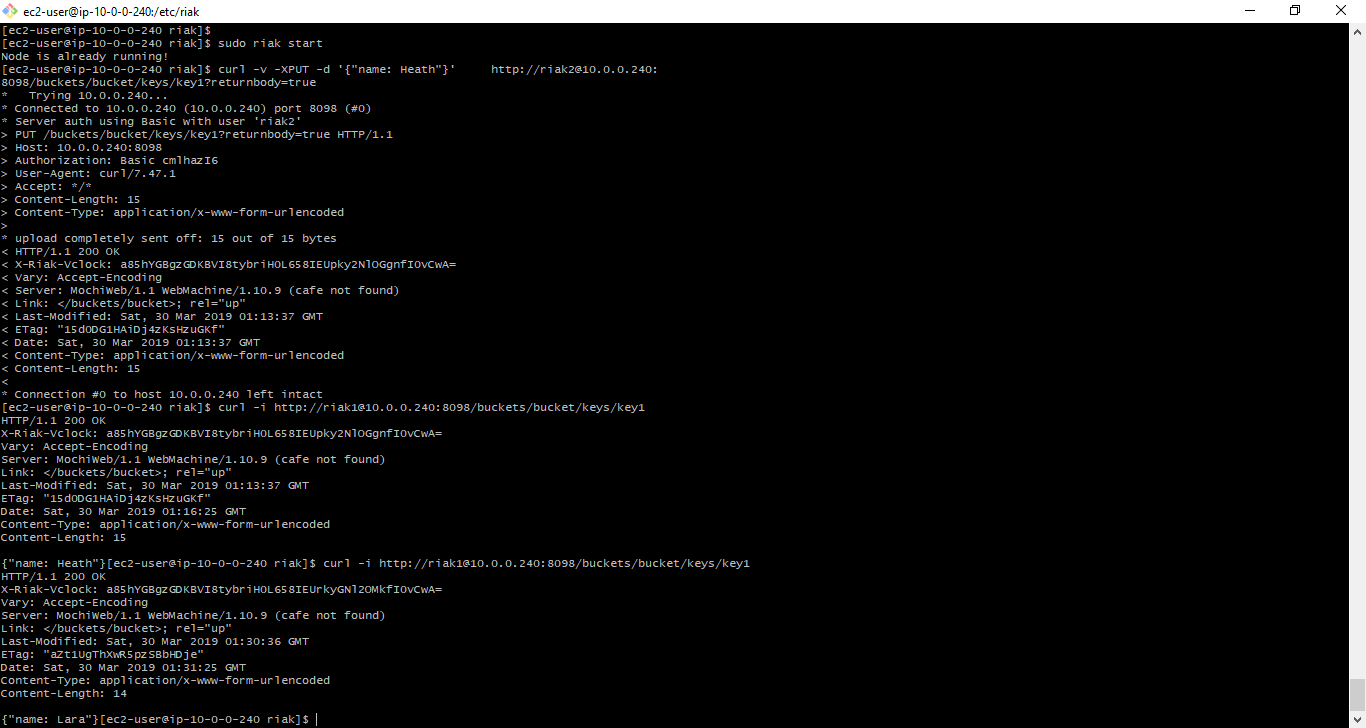 ec2-user@ip-10-0-0-240:/etc/riak
[ec2-user@ip-10-0-0-240 riak]$
[ec2-user@ip-10-0-0-240 riak]$ sudo riak start
Node is already running!
[ec2-user@ip-10-0-0-240 riak]$ curl -v -XPUT -d '{"name: Heath"}'     http://riak2@10.0.0.240:
8098/buckets/bucket/keys/key1?returnbody=true
*   Trying 10.0.0.240...
* Connected to 10.0.0.240 (10.0.0.240) port 8098 (#0)
* Server auth using Basic with user 'riak2'
> PUT /buckets/bucket/keys/key1?returnbody=true HTTP/1.1
> Host: 10.0.0.240:8098
> Authorization: Basic cmlhazI6
> User-Agent: curl/7.47.1
> Accept: */*
> Content-Length: 15
> Content-Type: application/x-www-form-urlencoded
>
* upload completely sent off: 15 out of 15 bytes
< HTTP/1.1 200 OK
< X-Riak-Vclock: a85hYGBgzGDKBVI8tybriHOL658IEUpky2NlOGgnfIOvCwA=
< Vary: Accept-Encoding
< Server: MochiWeb/1.1 WebMachine/1.10.9 (cafe not found)
< Link: </buckets/bucket>; rel="up"
< Last-Modified: Sat, 30 Mar 2019 01:13:37 GMT
< ETag: "15dODG1HAiDj4zKsHzuGKf"
< Date: Sat, 30 Mar 2019 01:13:37 GMT
< Content-Type: application/x-www-form-urlencoded
< Content-Length: 15
<
* Connection #0 to host 10.0.0.240 left intact
[ec2-user@ip-10-0-0-240 riak]$ curl -i http://riak1@10.0.0.240:8098/buckets/bucket/keys/key1
HTTP/1.1 200 OK
X-Riak-Vclock: a85hYGBgzGDKBVI8tybriHOL658IEUpky2NlOGgnfIOvCwA=
Vary: Accept-Encoding
Server: MochiWeb/1.1 WebMachine/1.10.9 (cafe not found)
Link: </buckets/bucket>; rel="up"
Last-Modified: Sat, 30 Mar 2019 01:13:37 GMT
ETag: "15dODG1HAiDj4zKsHzuGKf"
Date: Sat, 30 Mar 2019 01:16:25 GMT
Content-Type: application/x-www-form-urlencoded
Content-Length: 15
{"name: Heath"}[ec2-user@ip-10-0-0-240 riak]$ curl -i http://riak1@10.0.0.240:8098/buckets/bucket/keys/key1
HTTP/1.1 200 OK
X-Riak-Vclock: a85hYGBgzGDKBVI8tybriHOL658IEUrkyGNl2OMkfIOvCwA=
Vary: Accept-Encoding
Server: MochiWeb/1.1 WebMachine/1.10.9 (cafe not found)
Link: </buckets/bucket>; rel="up"
Last-Modified: Sat, 30 Mar 2019 01:30:36 GMT
ETag: "aZt1UgThXwR5pzSBbHDje"
Date: Sat, 30 Mar 2019 01:31:25 GMT
Content-Type: application/x-www-form-urlencoded
Content-Length: 14
{"name: Lara"}[ec2-user@ip-10-0-0-240 riak]$